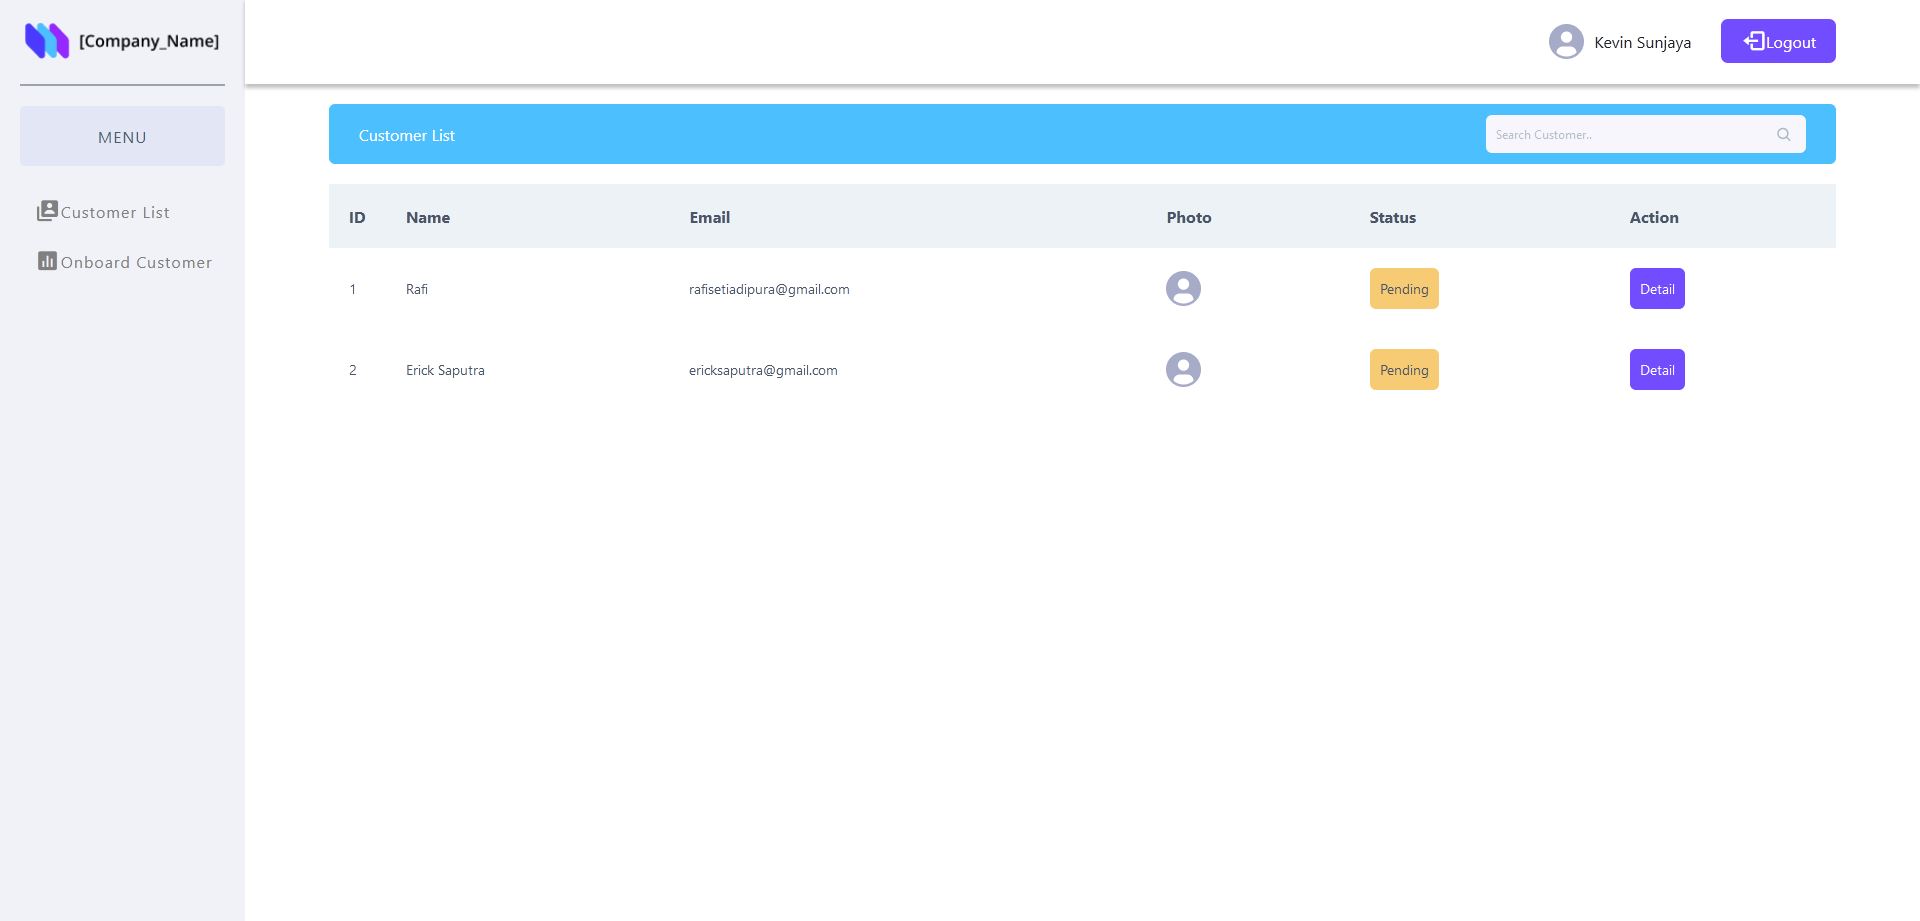 [Company_Name]
Kevin Sunjaya
Logout
MENU
Customer List
Onboard Customer
Customer List
Search Customer..
ID Name Email Photo Status Action
1 Rafi rafisetiadipura@gmail.com Pending Detail
2 Erick Saputra ericksaputra@gmail.com Pending Detail